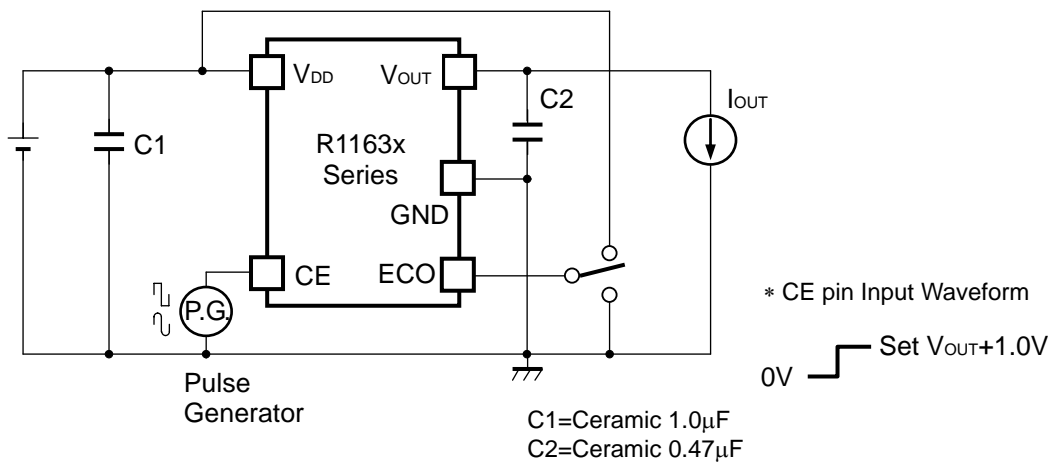 VDD
VOUT
C2
IOUT
C1
R1163x
Series
GND
CE
ECO
P.G.
* CE pin Input Waveform
Set VOUT+1.0V
0V
Pulse
Generator
C1=Ceramic 1.0μF
C2=Ceramic 0.47μF